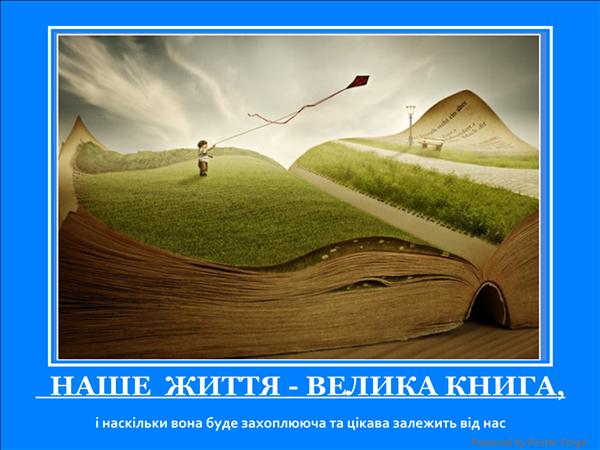 НАШЕ ЖИТТЯ - ВЕЛИКА КНИГА,
і наскільки вона буде захоплююча та цікава залежить від нас
Powered by Poster Forge